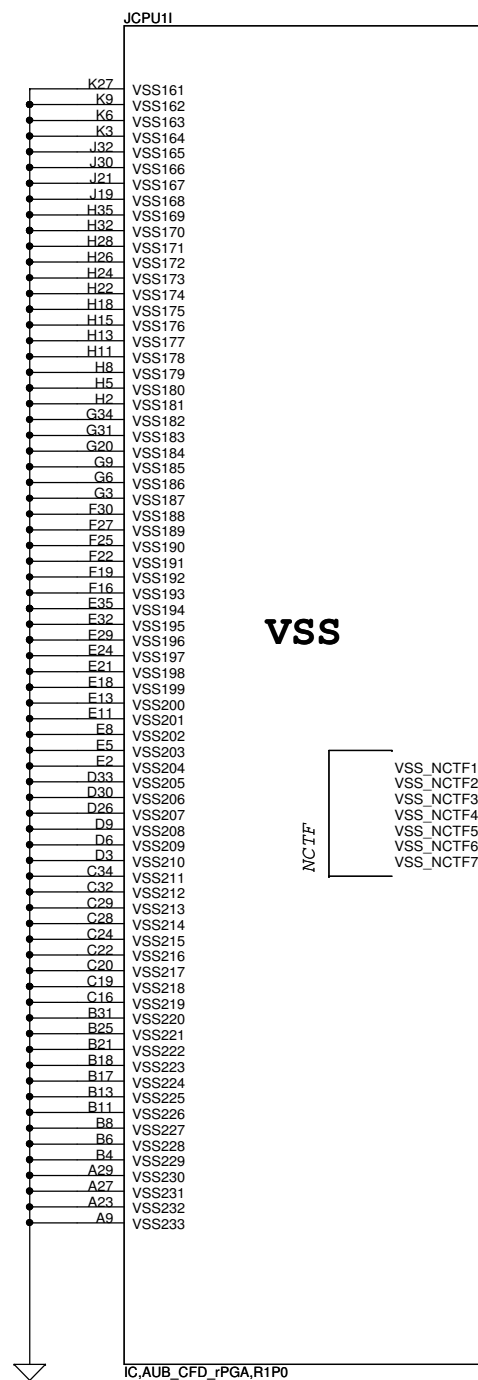 JCPU1I
K27 VSS161
K9 VSS162
K6 VSS163
K3 VSS164
J32 VSS165
J30 VSS166
J21 VSS167
J19 VSS168
H35 VSS169
H32 VSS170
H28 VSS171
H26 VSS172
H24 VSS173
H22 VSS174
H18 VSS175
H15 VSS176
H13 VSS177
H11 VSS178
H8 VSS179
H5 VSS180
H2 VSS181
G34 VSS182
G31 VSS183
G20 VSS184
G9 VSS185
G6 VSS186
G3 VSS187
F30 VSS188
F27 VSS189
F25 VSS190
F22 VSS191
F19 VSS192
F16 VSS193
E35 VSS194
E32 VSS195
E29 VSS196
E24 VSS197
E21 VSS198
E18 VSS199
E13 VSS200
E11 VSS201
E8 VSS202
E5 VSS203
E2 VSS204
D33 VSS205
D30 VSS206
D26 VSS207
D9 VSS208
D6 VSS209
D3 VSS210
C34 VSS211
C32 VSS212
C29 VSS213
C28 VSS214
C24 VSS215
C22 VSS216
C20 VSS217
C19 VSS218
C16 VSS219
B31 VSS220
B25 VSS221
B21 VSS222
B18 VSS223
B17 VSS224
B13 VSS225
B11 VSS226
B8 VSS227
B6 VSS228
B4 VSS229
A29 VSS230
A27 VSS231
A23 VSS232
A9 VSS233
VSS
NCTF
VSS_NCTF1
VSS_NCTF2
VSS_NCTF3
VSS_NCTF4
VSS_NCTF5
VSS_NCTF6
VSS_NCTF7
IC,AUB_CFD_rPGA,R1P0